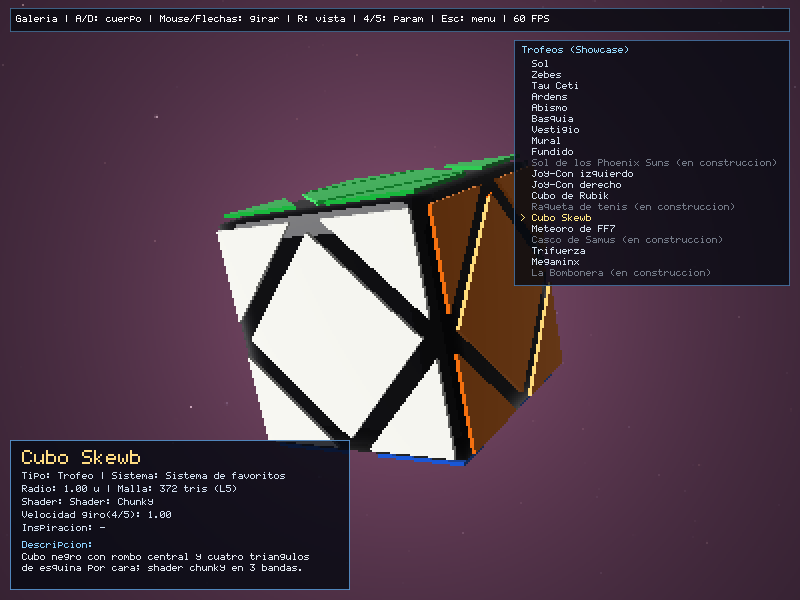 Galeria | A/D: cuerpo | Mouse/Flechas: girar | R: vista | 4/5: param | Esc: menu | 60 FPS
Trofeos (Showcase)
Sol
Zebes
Tau Ceti
Ardens
Abismo
Basquia
Vestigio
Mural
Fundido
Sol de los Phoenix Suns (en construccion)
Joy-Con izquierdo
Joy-Con derecho
Cubo de Rubik
Raqueta de tenis (en construccion)
> Cubo Skewb
Meteoro de FF7
Casco de Samus (en construccion)
Trifuerza
Megaminx
La Bombonera (en construccion)
Cubo Skewb
Tipo: Trofeo | Sistema: Sistema de favoritos
Radio: 1.00 u | Malla: 372 tris (L5)
Shader: Shader: Chunky
Velocidad giro(4/5): 1.00
Inspiracion: -
Descripcion:
Cubo negro con rombo central y cuatro triangulos
de esquina por cara; shader chunky en 3 bandas.